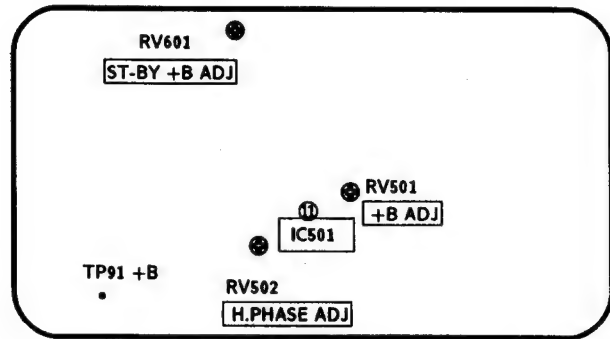 RV601
ST-BY +B ADJ
RV501
+B ADJ
11
IC501
TP91 +B
RV502
H.PHASE ADJ